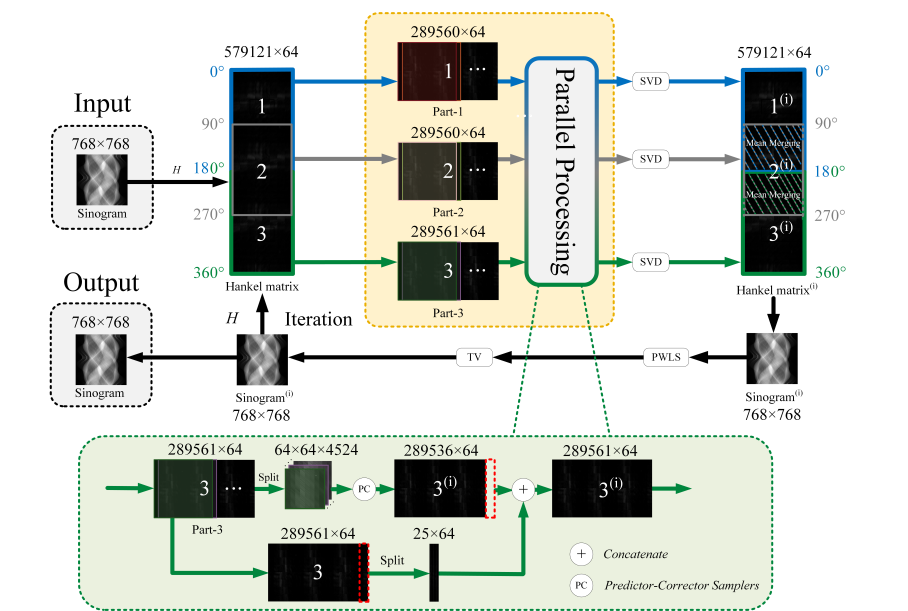 Input
768×768
Sinogram
H
579121×64
0°
90°
180°
270°
360°
1
2
3
Hankel matrix
289560×64
1
...
Part-1
289560×64
2
...
Part-2
289561×64
3
...
Part-3
Parallel Processing
SVD
SVD
SVD
579121×64
1(i)
Mean Merging
2(i)
Mean Merging
3(i)
0°
90°
180°
270°
360°
Hankel matrix(i)
Output
768×768
Sinogram
H
Iteration
Sinogram(i)
768×768
TV
PWLS
Sinogram(i)
768×768
289561×64
3
...
Part-3
Split
64×64×4524
PC
289536×64
3(i)
+
289561×64
3(i)
289561×64
3
Split
25×64
+ Concatenate
PC Predictor-Corrector Samplers